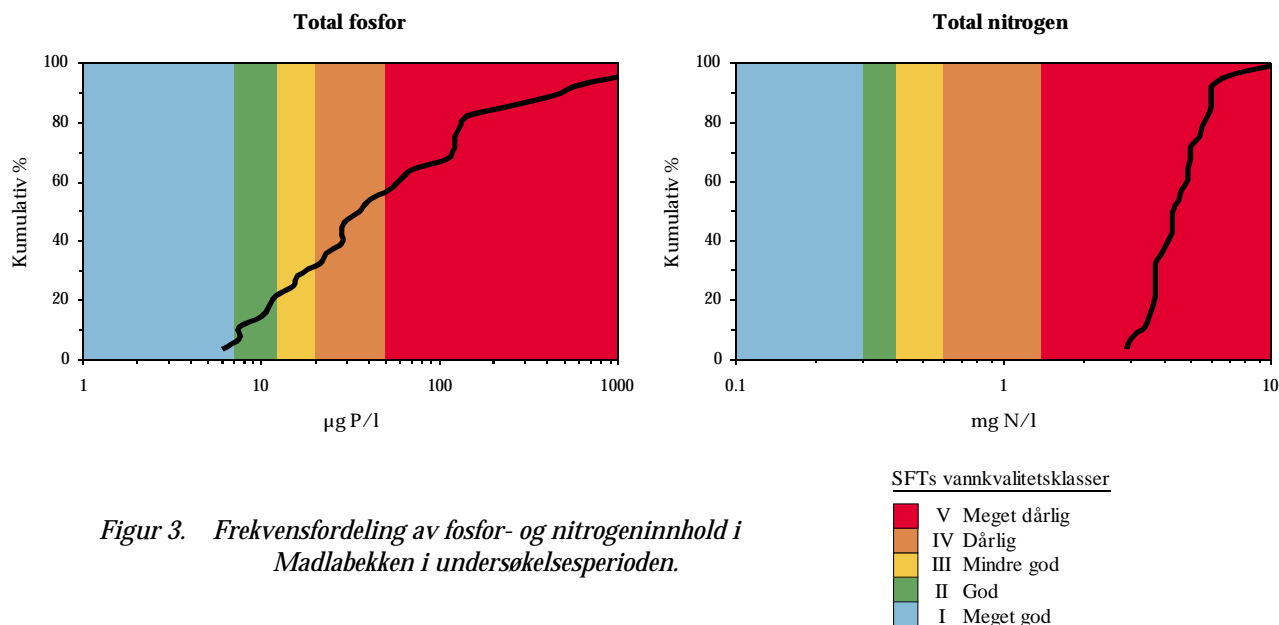 Total fosfor
Kumulativ %
100
80
60
40
20
0
1
10
100
1000
µg P/l
Total nitrogen
Kumulativ %
100
80
60
40
20
0
0.1
1
10
mg N/l
Figur 3. Frekvensfordeling av fosfor- og nitrogeninnhold i
Madlabekken i undersøkelsesperioden.
SFTs vannkvalitetsklasser
V Meget dårlig
IV Dårlig
III Mindre god
II God
I Meget god